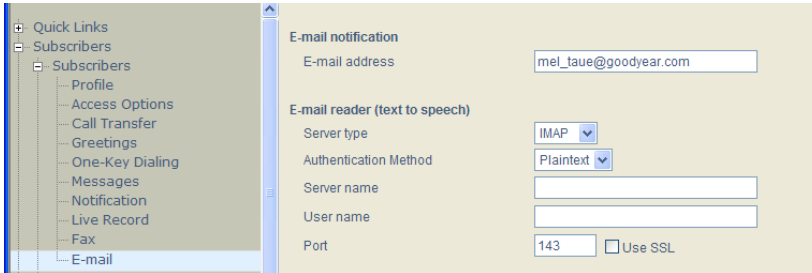 Quick Links
Subscribers
Subscribers
Profile
Access Options
Call Transfer
Greetings
One-Key Dialing
Messages
Notification
Live Record
Fax
E-mail
E-mail notification
E-mail address mel_taue@goodyear.com
E-mail reader (text to speech)
Server type IMAP
Authentication Method Plaintext
Server name
User name
Port 143 Use SSL